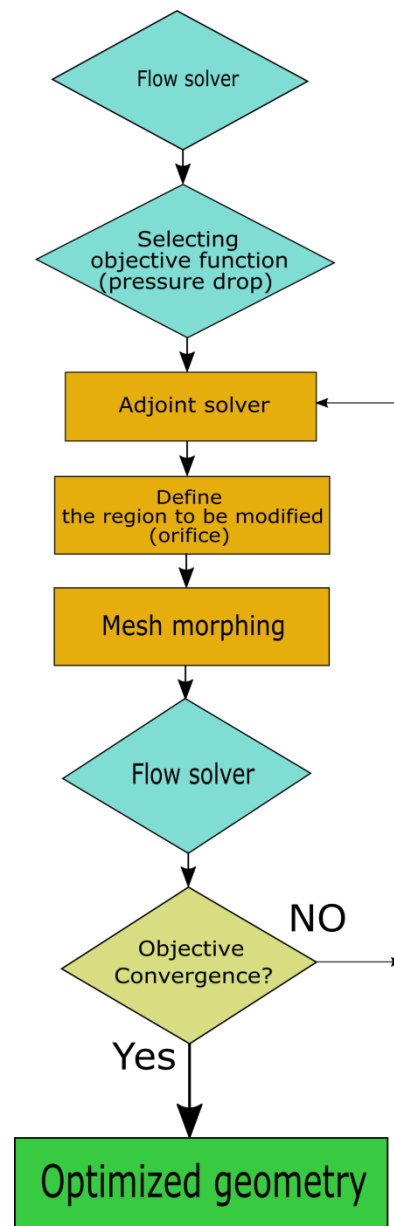 Flow solver
Selecting
objective function
(pressure drop)
Adjoint solver
Define
the region to be modified
(orifice)
Mesh morphing
Flow solver
Objective
Convergence?
NO
Yes
Optimized geometry